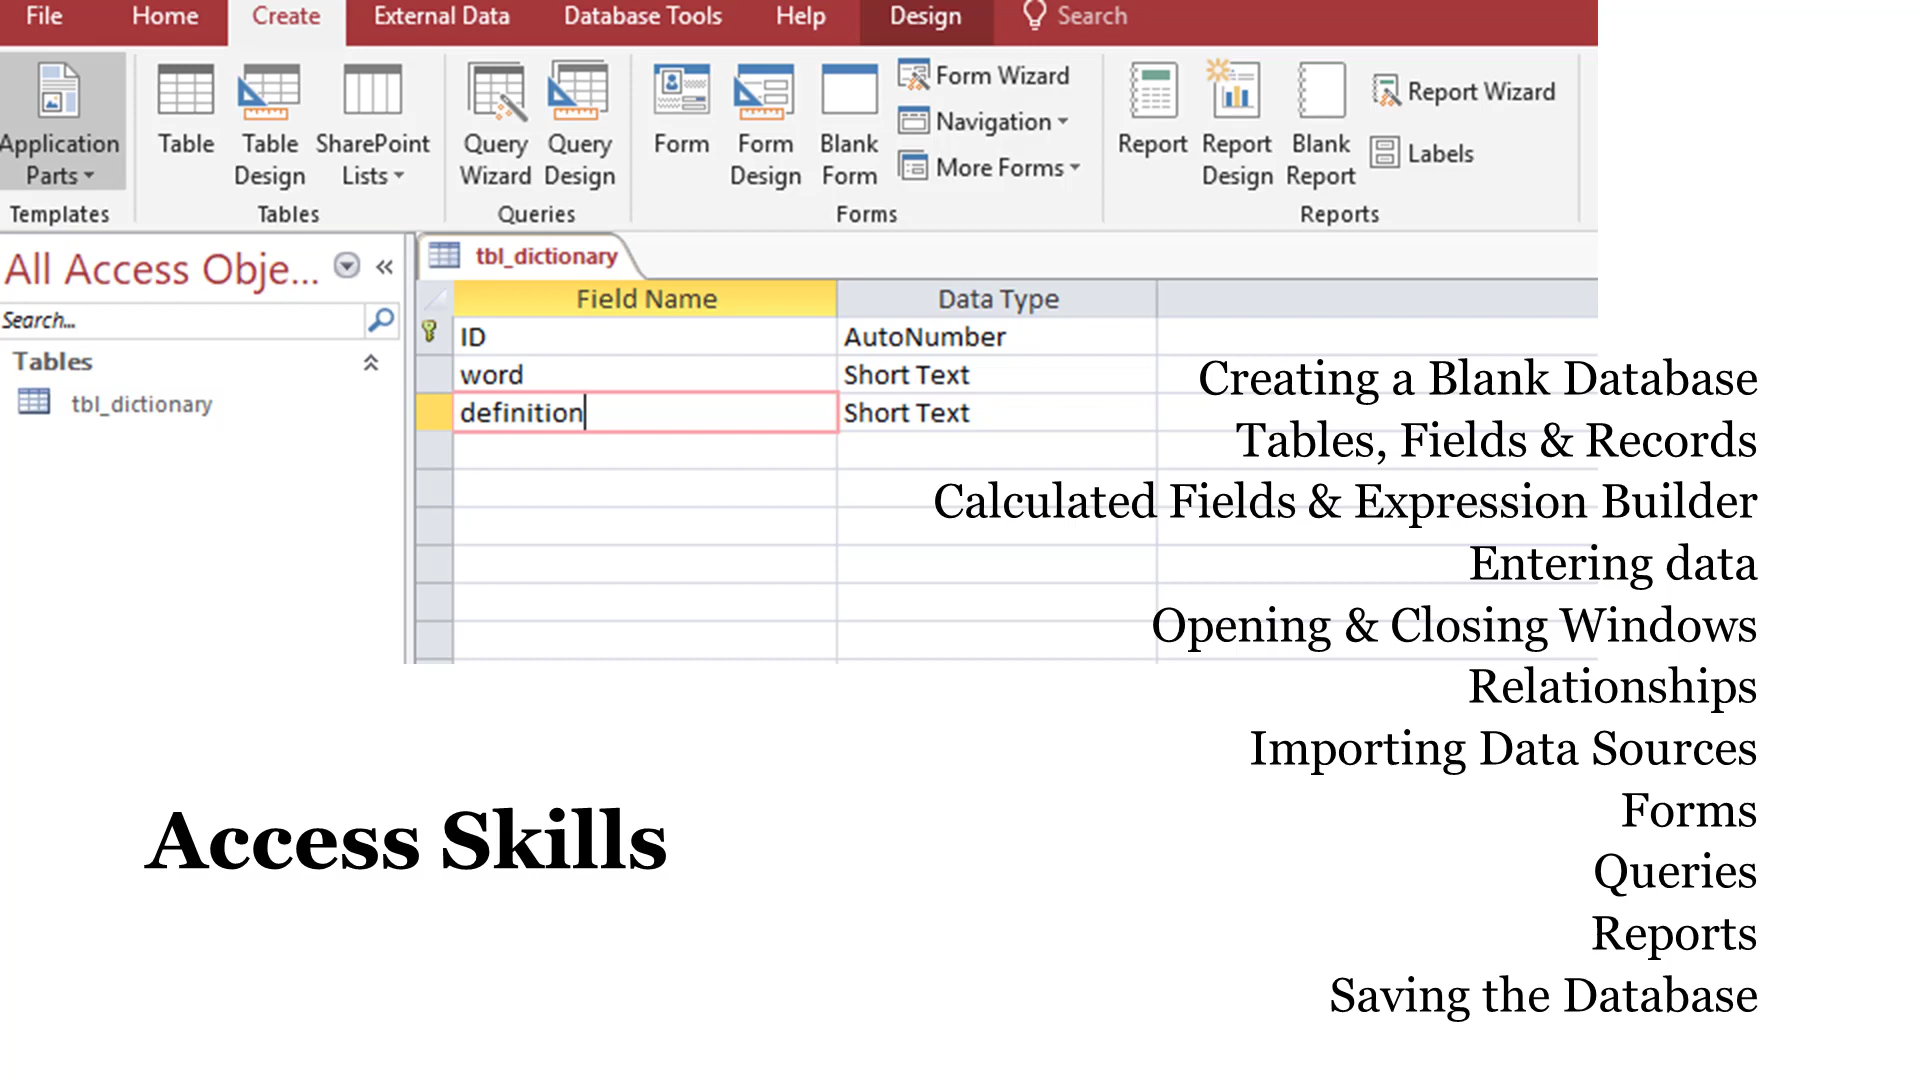 File Home Create External Data Database Tools Help Design Search
Application Parts
Table
Table Design
SharePoint Lists
Query Wizard
Query Design
Form
Form Design
Blank Form
Form Wizard
Navigation
More Forms
Report
Report Design
Blank Report
Report Wizard
Labels
Templates Tables Queries Forms Reports
All Access Obje...
Search...
Tables
tbl_dictionary
tbl_dictionary
Field Name Data Type
ID AutoNumber
word Short Text
definition Short Text
Creating a Blank Database
Tables, Fields & Records
Calculated Fields & Expression Builder
Entering data
Opening & Closing Windows
Relationships
Importing Data Sources
Forms
Queries
Reports
Saving the Database
Access Skills